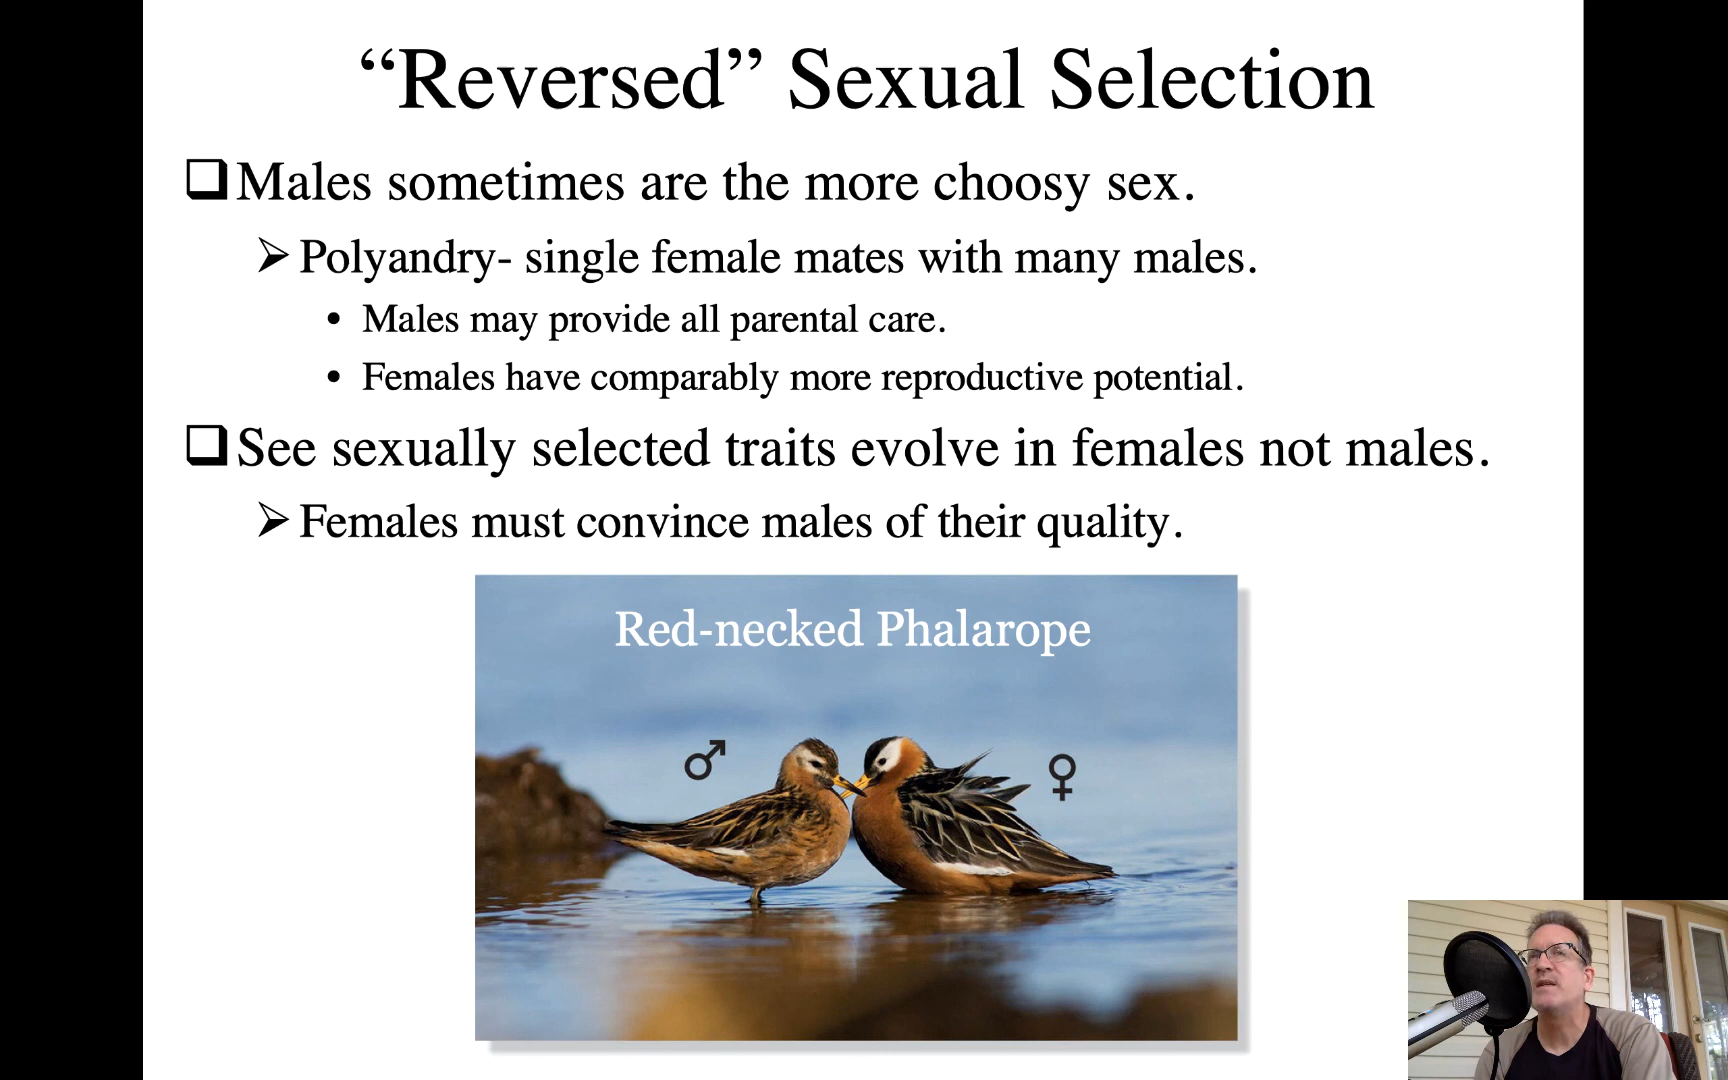 “Reversed” Sexual Selection
Males sometimes are the more choosy sex.
Polyandry- single female mates with many males.
• Males may provide all parental care.
• Females have comparably more reproductive potential.
See sexually selected traits evolve in females not males.
Females must convince males of their quality.
Red-necked Phalarope
♂
♀